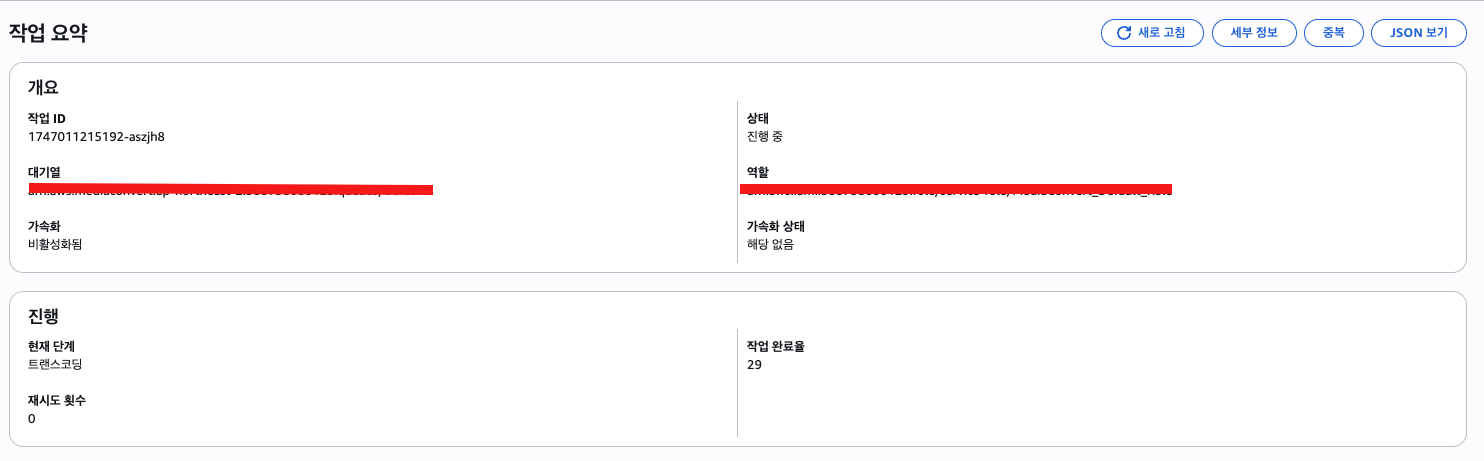 작업 요약
새로 고침
세부 정보
중복
JSON 보기
개요
작업 ID
1747011215192-aszjh8
상태
진행 중
대기열
역할
가속화
비활성화됨
가속화 상태
해당 없음
진행
현재 단계
트랜스코딩
작업 완료율
29
재시도 횟수
0